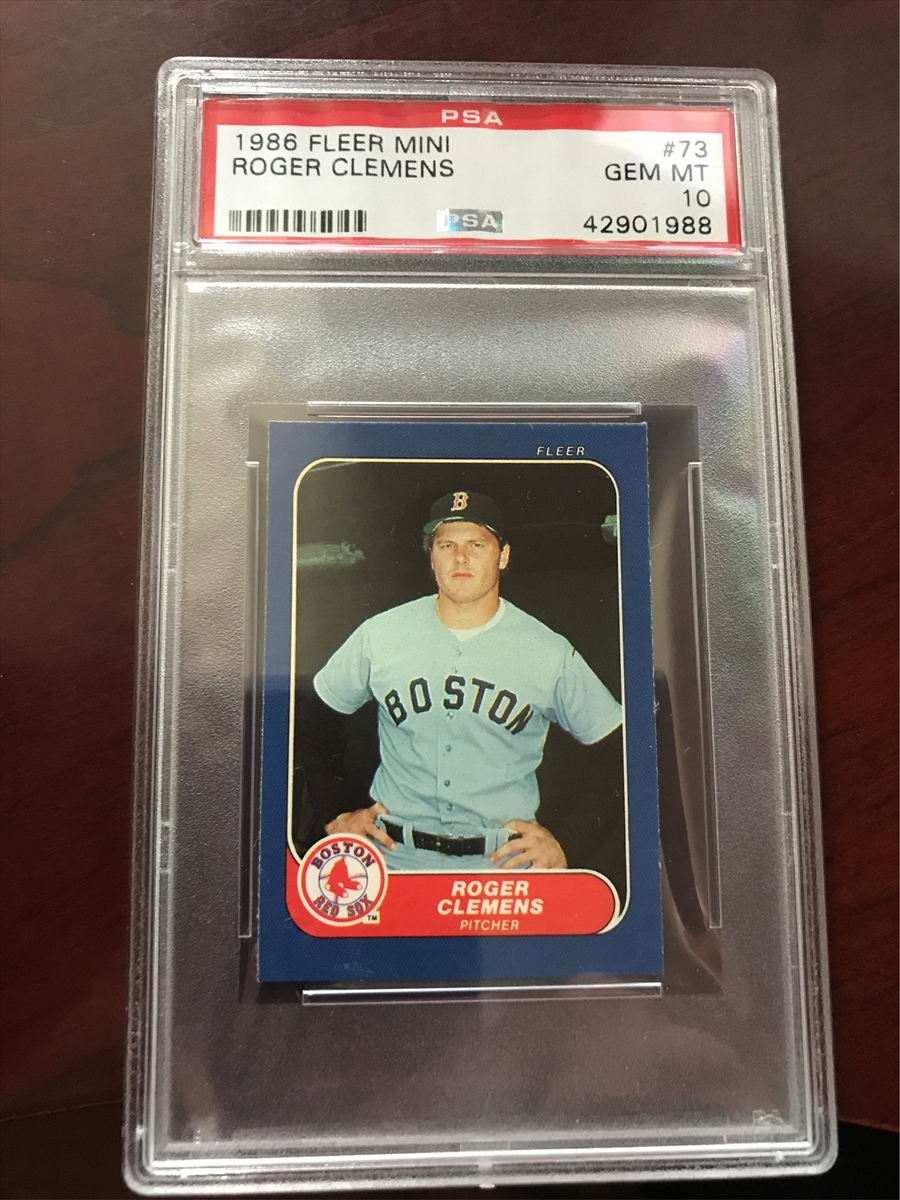 PSA
1986 FLEER MINI #73
ROGER CLEMENS GEM MT
10
PSA 42901988
FLEER
B
BOSTON
BOSTON
RED SOX
TM
ROGER
CLEMENS
PITCHER